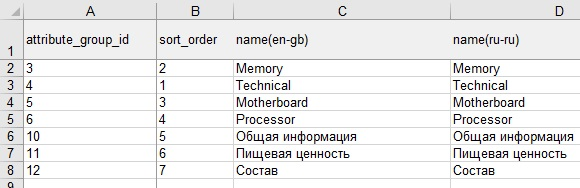 A B C D
1 attribute_group_id sort_order name(en-gb) name(ru-ru)
2 3 2 Memory Memory
3 4 1 Technical Technical
4 5 3 Motherboard Motherboard
5 6 4 Processor Processor
6 10 5 Общая информация Общая информация
7 11 6 Пищевая ценность Пищевая ценность
8 12 7 Состав Состав